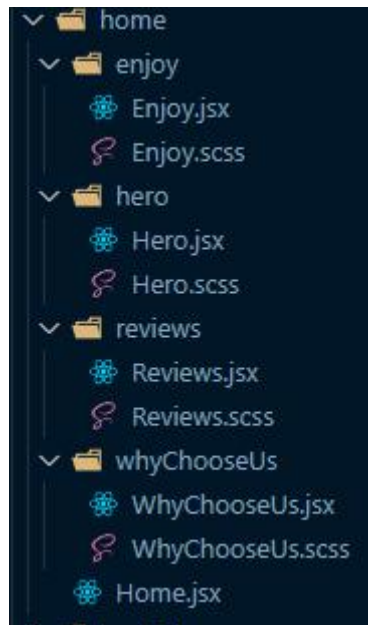 home
enjoy
Enjoy.jsx
Enjoy.scss
hero
Hero.jsx
Hero.scss
reviews
Reviews.jsx
Reviews.scss
whyChooseUs
WhyChooseUs.jsx
WhyChooseUs.scss
Home.jsx